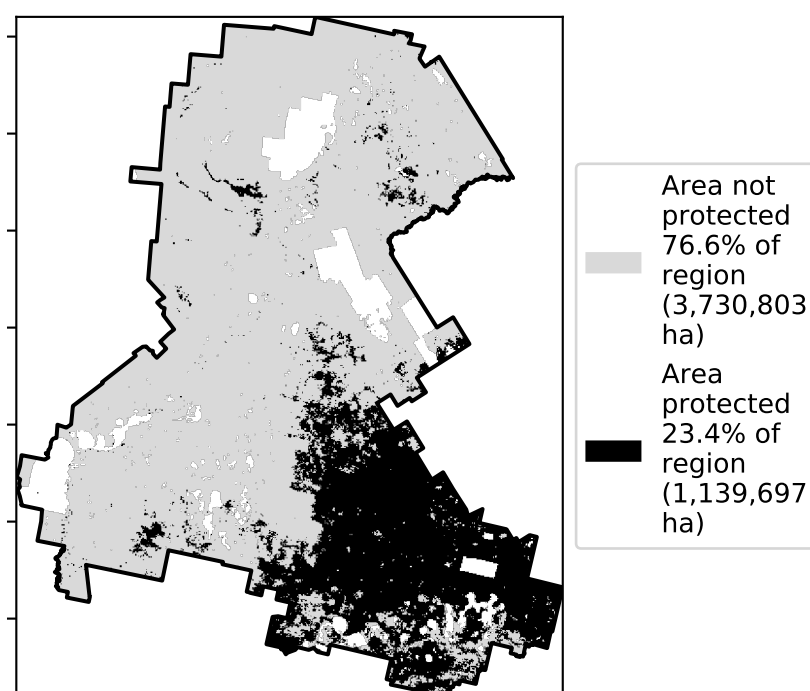 Area not
protected
76.6% of
region
(3,730,803
ha)
Area
protected
23.4% of
region
(1,139,697
ha)